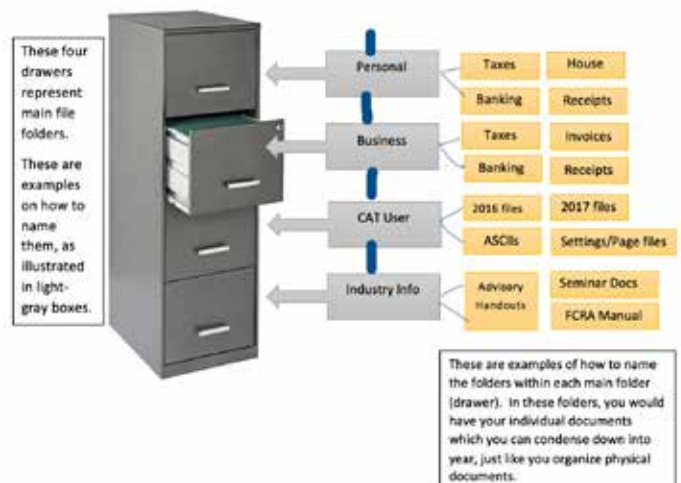 These four
drawers
represent
main file
folders.
These are
examples
on how to
name
them, as
illustrated
in light-
gray boxes.
Personal
Taxes
House
Banking
Receipts
Business
Taxes
Invoices
Banking
Receipts
CAT User
2016 files
2017 files
ASCIIs
Settings/Page files
Industry Info
Advisory
Handouts
Seminar Docs
FCRA Manual
These are examples of how to name
the folders within each main folder
(drawer). In these folders, you would
have your individual documents
which you can condense down into
year, just like you organize physical
documents.